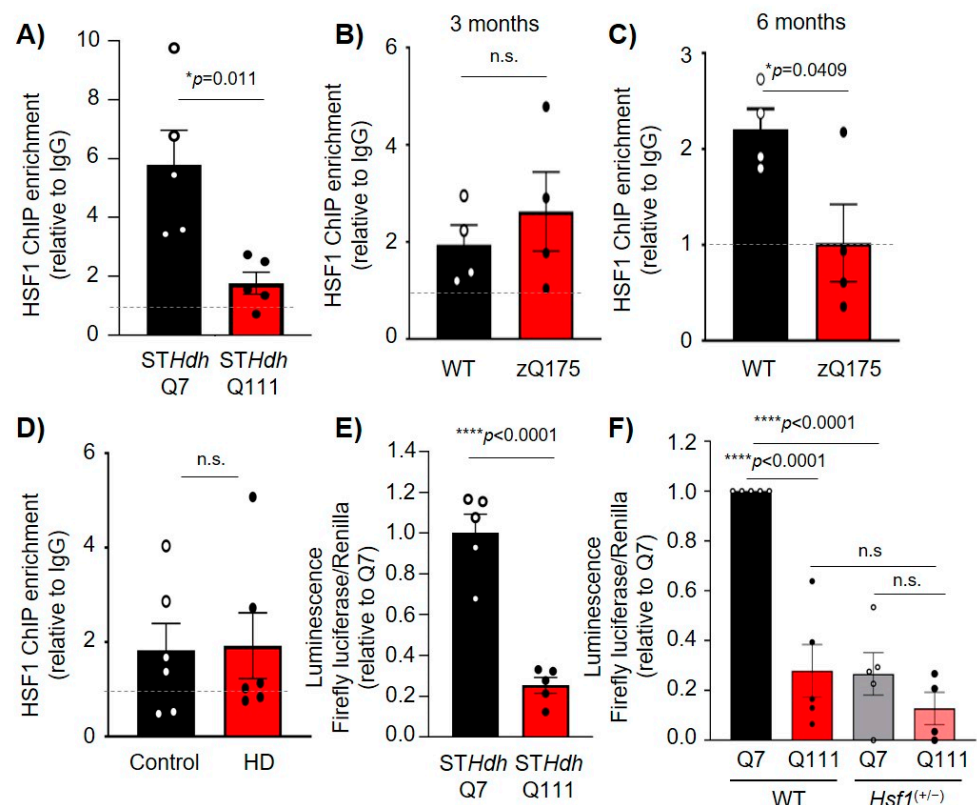 A)
HSF1 ChIP enrichment
(relative to IgG)
10
8
6
4
2
0
*p=0.011
STHdh STHdh
Q7 Q111
B)
3 months
HSF1 ChIP enrichment
(relative to IgG)
6
4
2
0
n.s.
WT zQ175
C)
6 months
HSF1 ChIP enrichment
(relative to IgG)
3
2
1
0
*p=0.0409
WT zQ175
D)
HSF1 ChIP enrichment
(relative to IgG)
6
4
2
0
n.s.
Control HD
E)
Luminescence
Firefly luciferase/Renilla
(relative to Q7)
1.4
1.2
1.0
0.8
0.6
0.4
0.2
0.0
****p<0.0001
STHdh STHdh
Q7 Q111
F)
Luminescence
Firefly luciferase/Renilla
(relative to Q7)
1.2
1.0
0.8
0.6
0.4
0.2
0.0
****p<0.0001
****p<0.0001
n.s
n.s.
Q7 Q111 Q7 Q111
WT Hsf1(+/−)